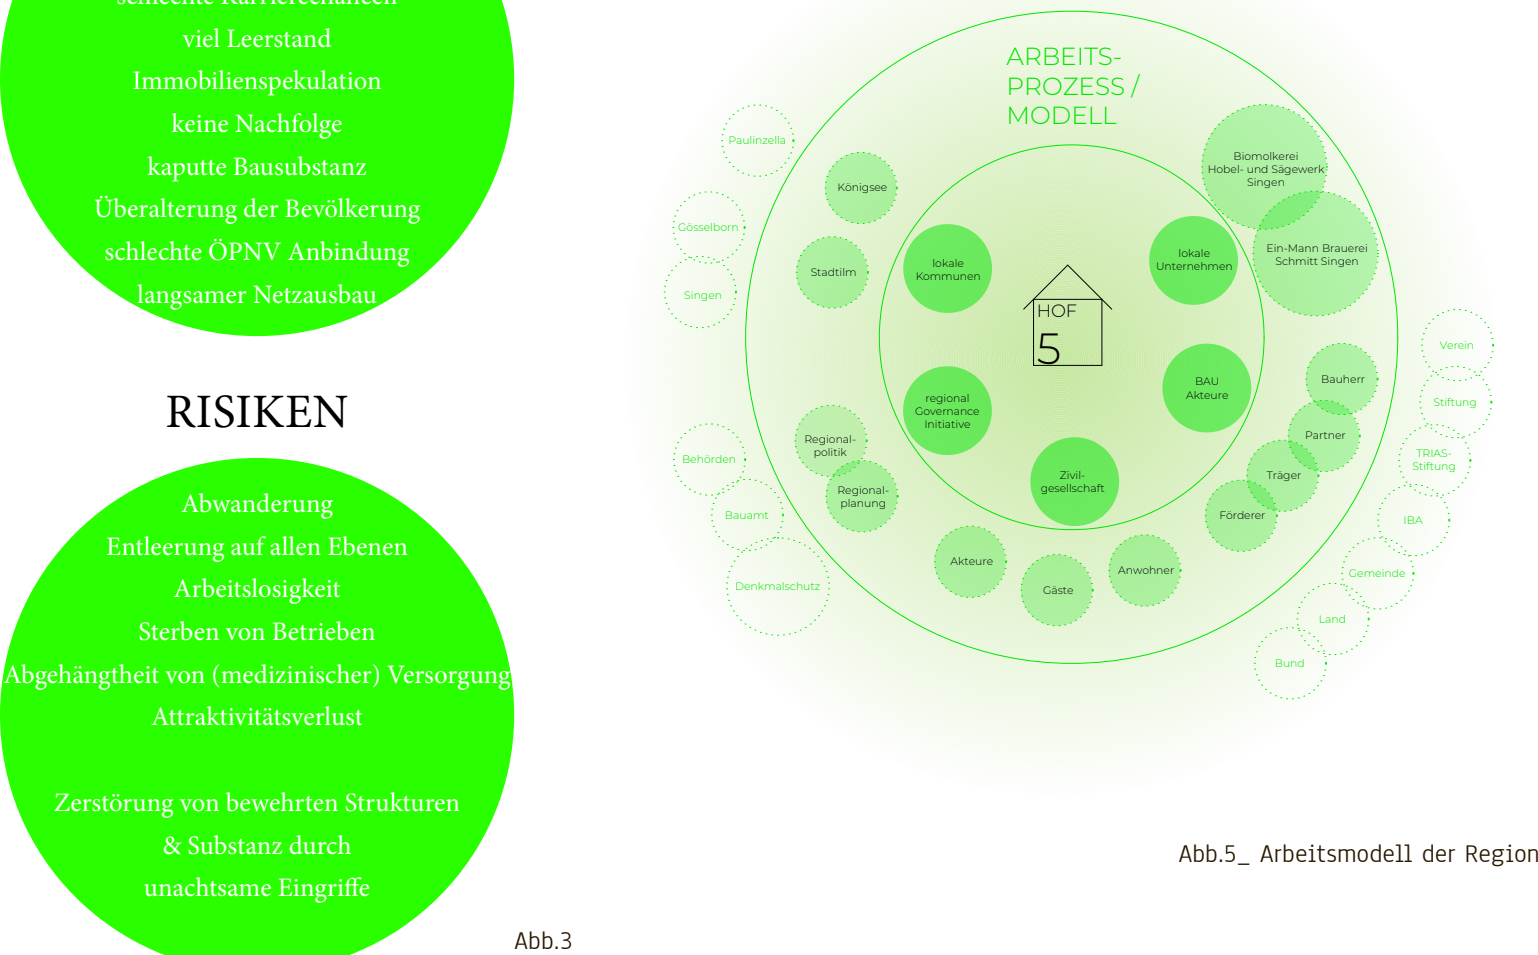 schlechte Karrierechancen
viel Leerstand
Immobilienspekulation
keine Nachfolge
kaputte Bausubstanz
Überalterung der Bevölkerung
schlechte ÖPNV Anbindung
langsamer Netzausbau
RISIKEN
Abwanderung
Entleerung auf allen Ebenen
Arbeitslosigkeit
Sterben von Betrieben
Abgehängtheit von (medizinischer) Versorgung
Attraktivitätsverlust
Zerstörung von bewehrten Strukturen
& Substanz durch
unachtsame Eingriffe
Abb.3
ARBEITS-
PROZESS /
MODELL
Paulinzella
Gösselborn
Singen
Königsee
Stadtilm
lokale
Kommunen
lokale
Unternehmen
Biomolkerei
Hobel- und Sägewerk
Singen
Ein-Mann Brauerei
Schmitt Singen
HOF
5
regional
Governance
Initiative
BAU
Akteure
Zivil-
gesellschaft
Regional-
politik
Regional-
planung
Behörden
Bauamt
Denkmalschutz
Akteure
Gäste
Anwohner
Bauherr
Partner
Träger
Förderer
Verein
Stiftung
TRIAS-
Stiftung
IBA
Gemeinde
Land
Bund
Abb.5_ Arbeitsmodell der Region